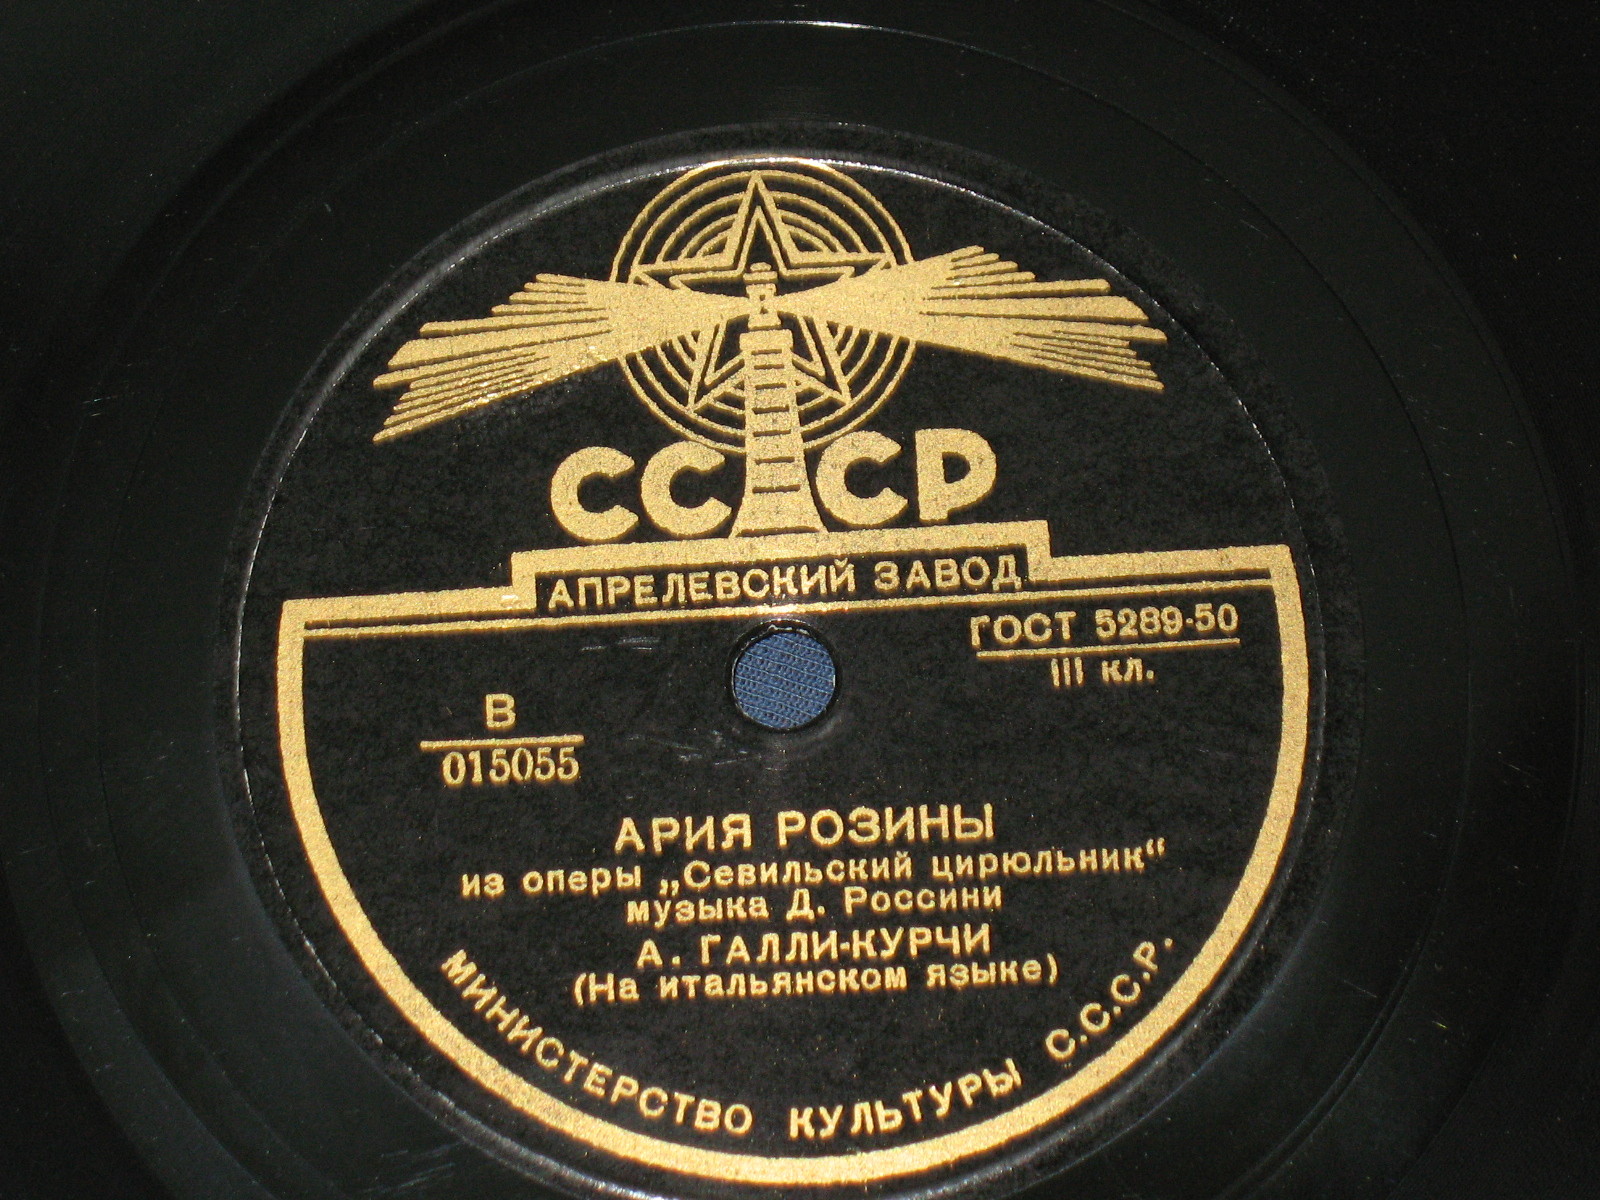 СССР
АПРЕЛЕВСКИЙ ЗАВОД
ГОСТ 5289-50
III кл.
В
015055
АРИЯ РОЗИНЫ
из оперы „Севильский цирюльник“
музыка Д. Россини
А. ГАЛЛИ-КУРЧИ
(На итальянском языке)
МИНИСТЕРСТВО КУЛЬТУРЫ С.С.С.Р.